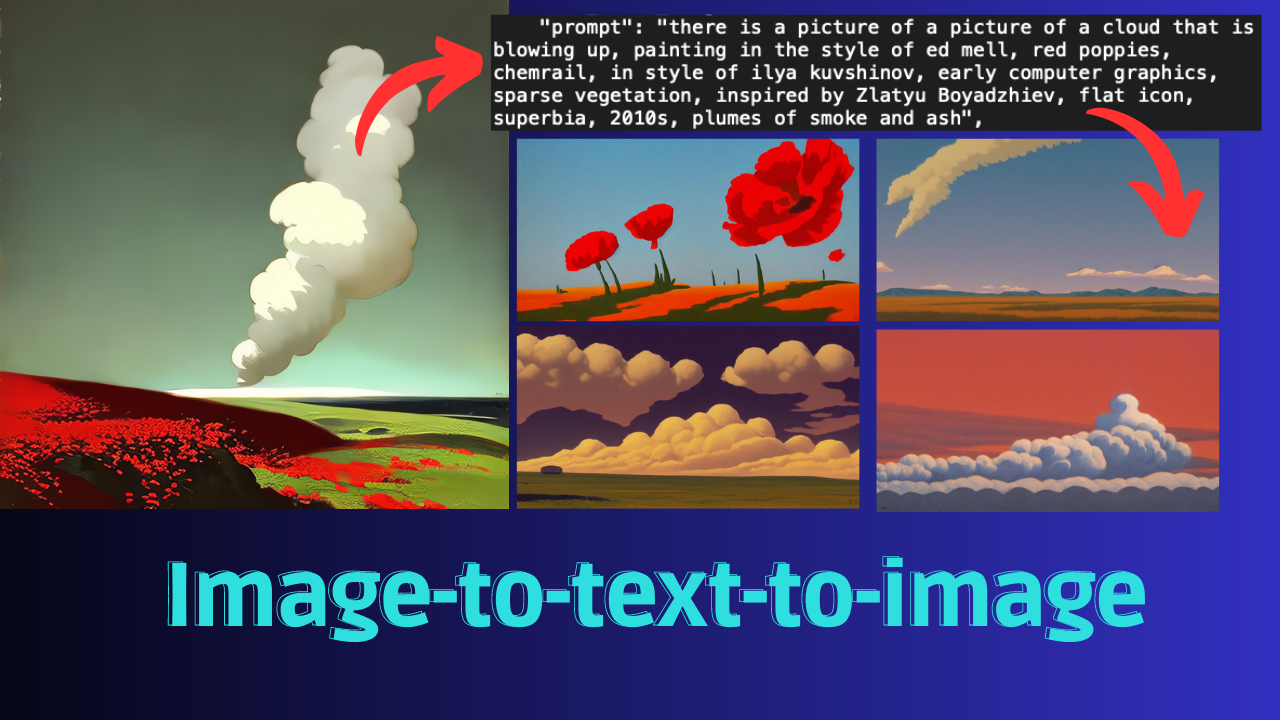 "prompt": "there is a picture of a picture of a cloud that is
blowing up, painting in the style of ed mell, red poppies,
chemrail, in style of ilya kuvshinov, early computer graphics,
sparse vegetation, inspired by Zlatyu Boyadzhiev, flat icon,
superbia, 2010s, plumes of smoke and ash",
Image-to-text-to-image